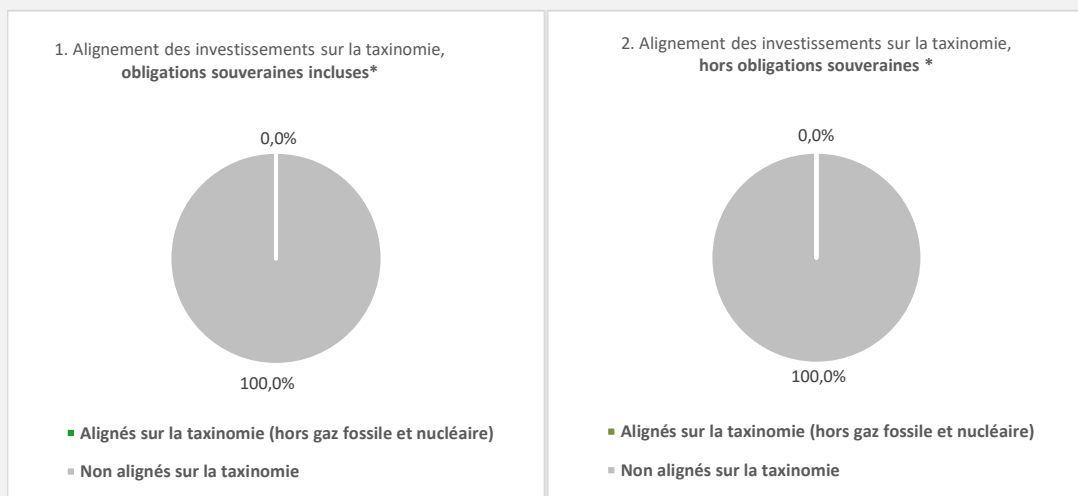 1. Alignement des investissements sur la taxinomie,
obligations souveraines incluses*
0,0%
100,0%
Alignés sur la taxinomie (hors gaz fossile et nucléaire)
Non alignés sur la taxinomie
2. Alignement des investissements sur la taxinomie,
hors obligations souveraines *
0,0%
100,0%
Alignés sur la taxinomie (hors gaz fossile et nucléaire)
Non alignés sur la taxinomie